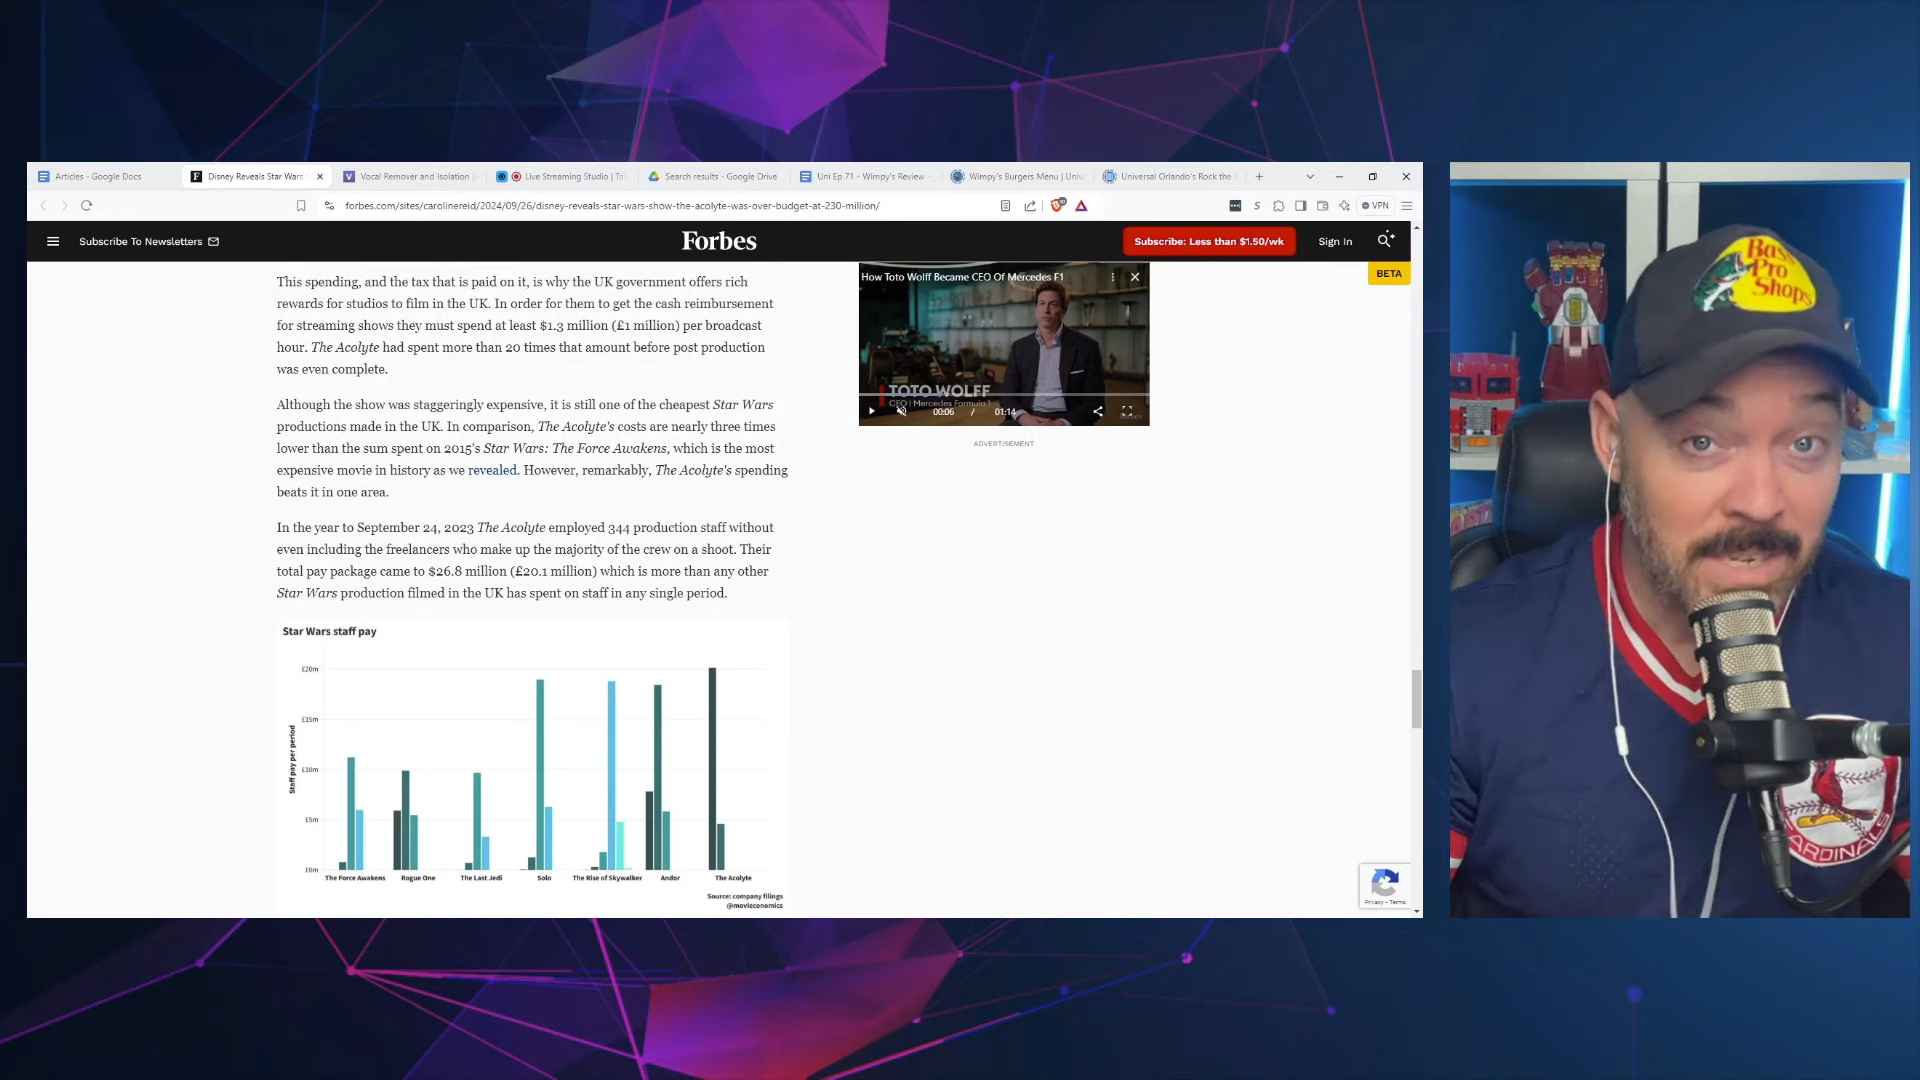 Articles - Google Docs
Disney Reveals Star Wars
Vocal Remover and Isolation
Live Streaming Studio | Ta
Search results - Google Drive
Uni Ep 71 - Wimpy's Review -
Wimpy's Burgers Menu | Univ
Universal Orlando's Rock the
forbes.com/sites/carolinereid/2024/09/26/disney-reveals-star-wars-show-the-acolyte-was-over-budget-at-230-million/
VPN
Subscribe To Newsletters
Forbes
Subscribe: Less than $1.50/wk
Sign In
BETA
This spending, and the tax that is paid on it, is why the UK government offers rich
rewards for studios to film in the UK. In order for them to get the cash reimbursement
for streaming shows they must spend at least $1.3 million (£1 million) per broadcast
hour. The Acolyte had spent more than 20 times that amount before post production
was even complete.
Although the show was staggeringly expensive, it is still one of the cheapest Star Wars
productions made in the UK. In comparison, The Acolyte's costs are nearly three times
lower than the sum spent on 2015's Star Wars: The Force Awakens, which is the most
expensive movie in history as we revealed. However, remarkably, The Acolyte's spending
beats it in one area.
In the year to September 24, 2023 The Acolyte employed 344 production staff without
even including the freelancers who make up the majority of the crew on a shoot. Their
total pay package came to $26.8 million (£20.1 million) which is more than any other
Star Wars production filmed in the UK has spent on staff in any single period.
Star Wars staff pay
Staff pay per period
£20m
£15m
£10m
£5m
£0m
The Force Awakens
Rogue One
The Last Jedi
Solo
The Rise of Skywalker
Andor
The Acolyte
Source: company filings
@movieconomics
How Toto Wolff Became CEO Of Mercedes F1
TOTO WOLFF
CEO | Mercedes Formula 1
00:06 / 01:14
ADVERTISEMENT
Privacy - Terms
Bass
Pro
Shops
CARDINALS